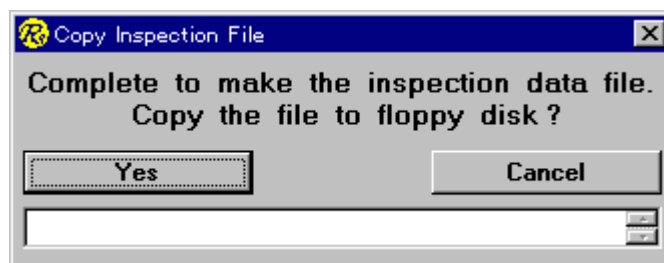 Copy Inspection File
Complete to make the inspection data file.
Copy the file to floppy disk?
Yes Cancel